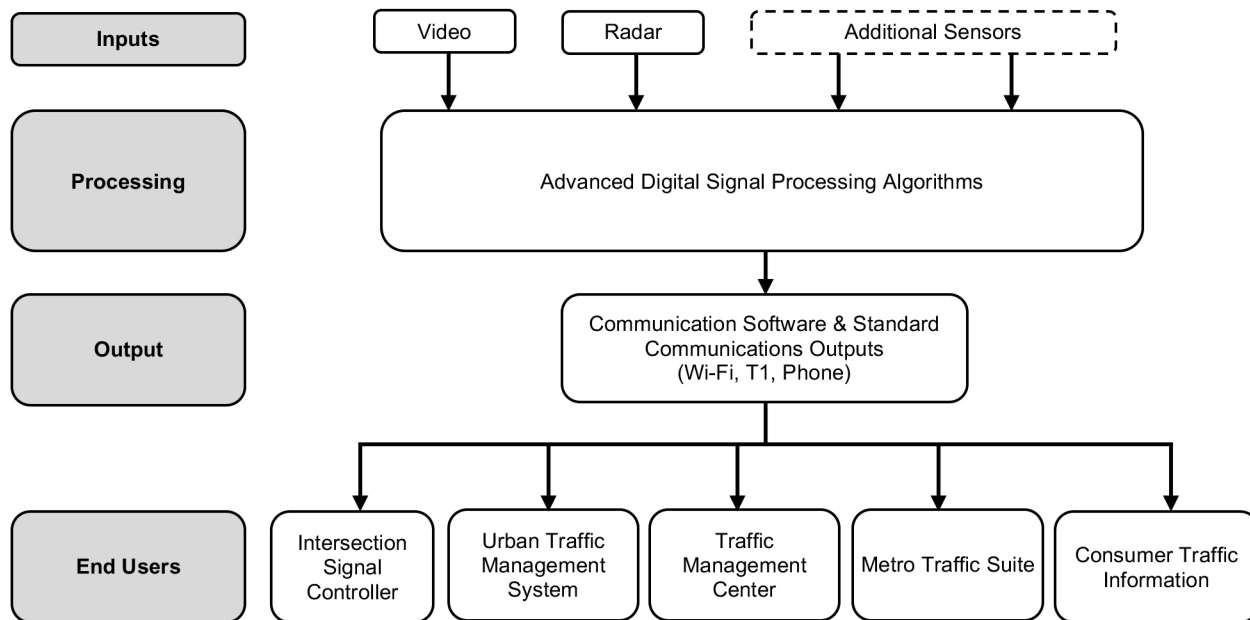 Inputs
Video
Radar
Additional Sensors
Processing
Advanced Digital Signal Processing Algorithms
Output
Communication Software & Standard
Communications Outputs
(Wi-Fi, T1, Phone)
End Users
Intersection
Signal
Controller
Urban Traffic
Management
System
Traffic
Management
Center
Metro Traffic Suite
Consumer Traffic
Information